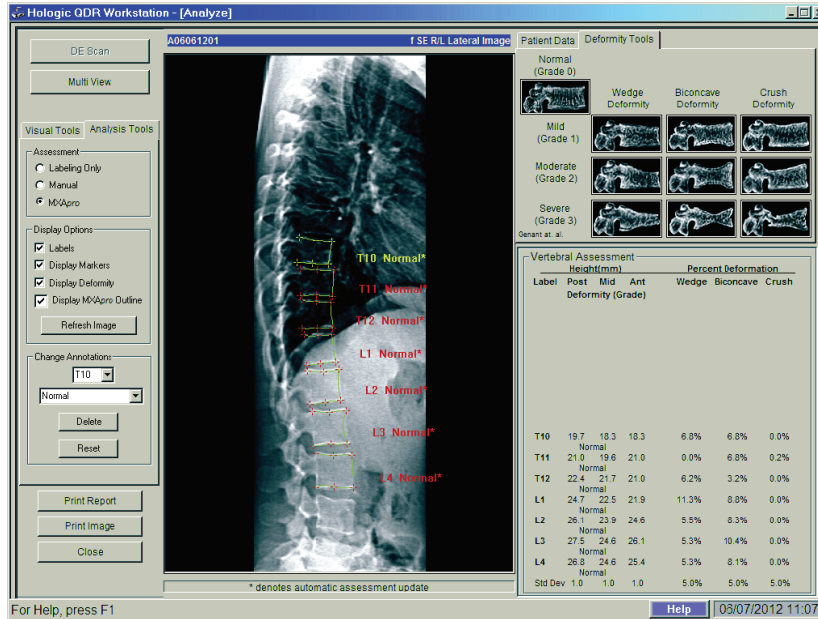 Hologic QDR Workstation - [Analyze]
DE Scan
Multi View
Visual Tools Analysis Tools
Assessment
Labeling Only
Manual
MXApro
Display Options
Labels
Display Markers
Display Deformity
Display MXApro Outline
Refresh Image
Change Annotations
T10
Normal
Delete
Reset
Print Report
Print Image
Close
A06061201 f SE R/L Lateral Image
T10 Normal*
T11 Normal*
T12 Normal*
L1 Normal*
L2 Normal*
L3 Normal*
L4 Normal*
* denotes automatic assessment update
Patient Data Deformity Tools
Normal
(Grade 0)
Wedge Biconcave Crush
Deformity Deformity Deformity
Mild
(Grade 1)
Moderate
(Grade 2)
Severe
(Grade 3)
Genant at. al.
Vertebral Assessment
Height(mm) Percent Deformation
Label Post Mid Ant Wedge Biconcave Crush
Deformity (Grade)
T10 19.7 18.3 18.3 6.8% 6.8% 0.0%
Normal
T11 21.0 19.6 21.0 0.0% 6.8% 0.2%
Normal
T12 22.4 21.7 21.0 6.2% 3.2% 0.0%
Normal
L1 24.7 22.5 21.9 11.3% 8.8% 0.0%
Normal
L2 26.1 23.9 24.6 5.5% 8.3% 0.0%
Normal
L3 27.5 24.6 26.1 5.3% 10.4% 0.0%
Normal
L4 26.8 24.6 25.4 5.3% 8.1% 0.0%
Normal
Std Dev 1.0 1.0 1.0 5.0% 5.0% 5.0%
For Help, press F1
Help
06/07/2012 11:07